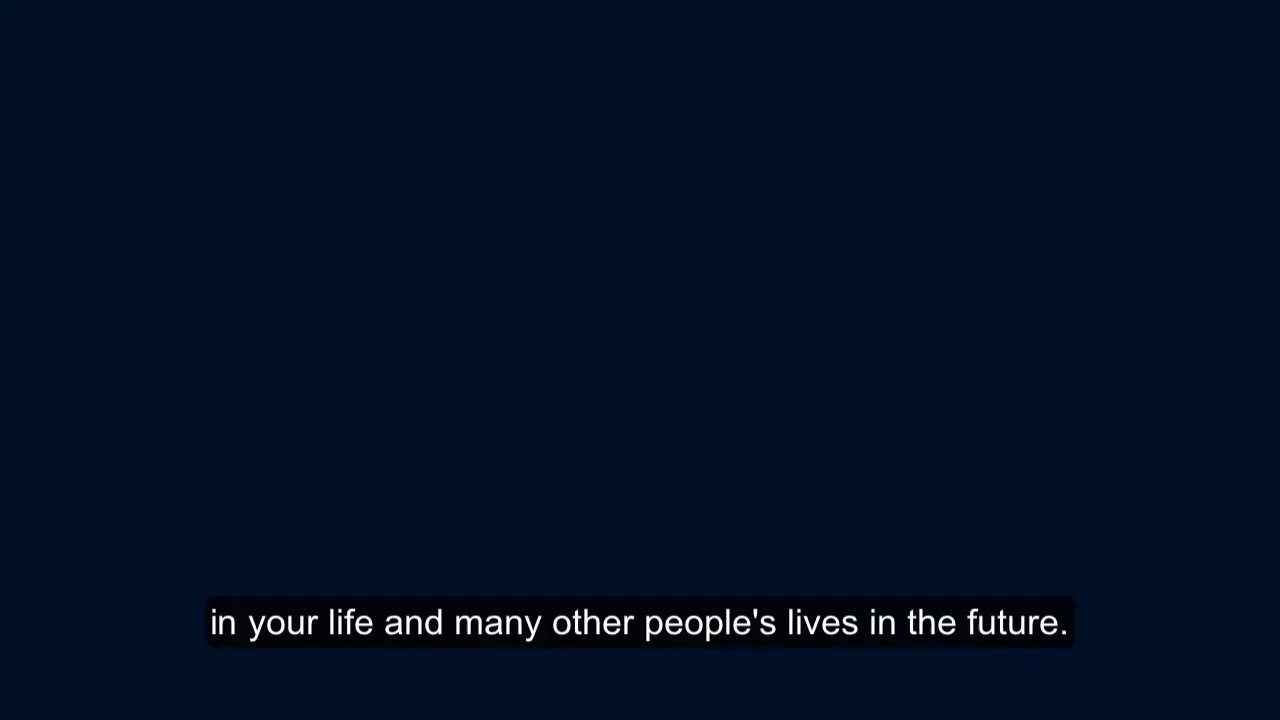 in your life and many other people's lives in the future.